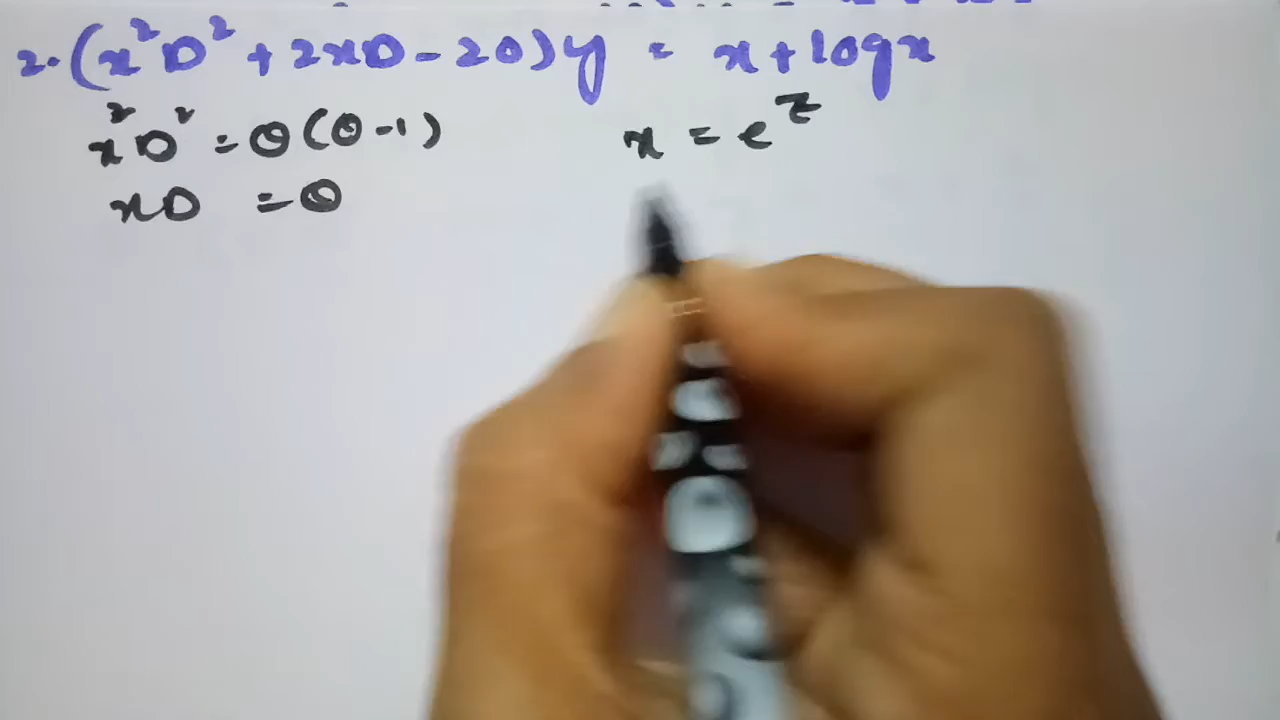 2. (x²D² + 2xD - 20)y = x + logx
x²D² = θ(θ-1) x = e^z
xD = θ